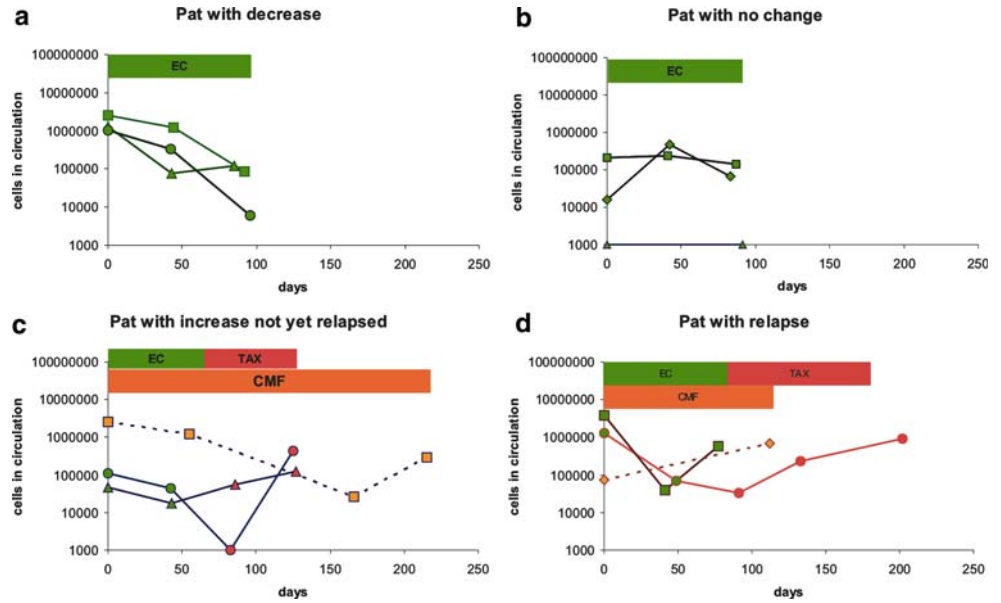 a
Pat with decrease
100000000
10000000
1000000
100000
10000
1000
cells in circulation
EC
0 50 100 150 200 250
days
b
Pat with no change
100000000
10000000
1000000
100000
10000
1000
cells in circulation
EC
0 50 100 150 200 250
days
c
Pat with increase not yet relapsed
100000000
10000000
1000000
100000
10000
1000
cells in circulation
EC TAX
CMF
0 50 100 150 200 250
days
d
Pat with relapse
100000000
10000000
1000000
100000
10000
1000
cells in circulation
EC TAX
CMF
0 50 100 150 200 250
days